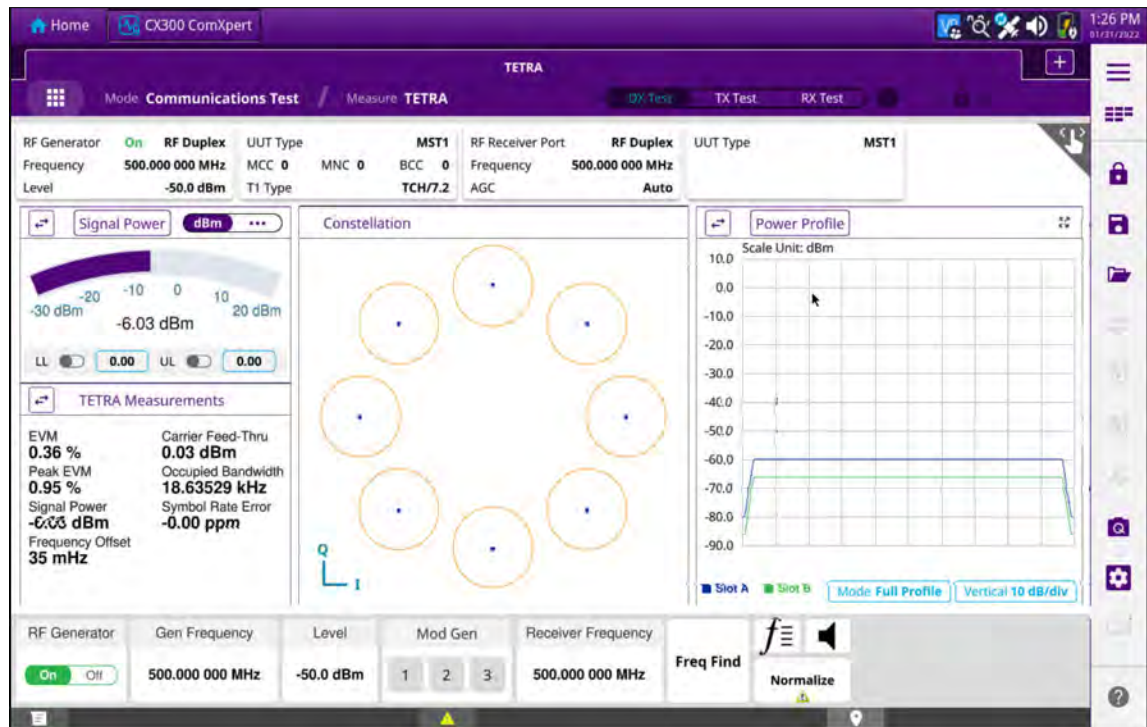 Home
CX300 ComXpert
1:26 PM
01/31/2022
TETRA
Mode Communications Test / Measure TETRA
DX Test
TX Test
RX Test
RF Generator On RF Duplex
Frequency 500.000 000 MHz
Level -50.0 dBm
UUT Type MST1
MCC 0 MNC 0 BCC 0
T1 Type TCH/7.2
RF Receiver Port RF Duplex
Frequency 500.000 000 MHz
AGC Auto
UUT Type MST1
Signal Power dBm
-30 dBm -20 -10 0 10 20 dBm
-6.03 dBm
LL 0.00 UL 0.00
TETRA Measurements
EVM
0.36 %
Carrier Feed-Thru
0.03 dBm
Peak EVM
0.95 %
Occupied Bandwidth
18.63529 kHz
Signal Power
dBm
Symbol Rate Error
-0.00 ppm
Frequency Offset
35 mHz
Constellation
Q
I
Power Profile
Scale Unit: dBm
10.0
0.0
-10.0
-20.0
-30.0
-40.0
-50.0
-60.0
-70.0
-80.0
-90.0
Slot A Slot B
Mode Full Profile
Vertical 10 dB/div
RF Generator
On Off
Gen Frequency
500.000 000 MHz
Level
-50.0 dBm
Mod Gen
1 2 3
Receiver Frequency
500.000 000 MHz
Freq Find
Normalize